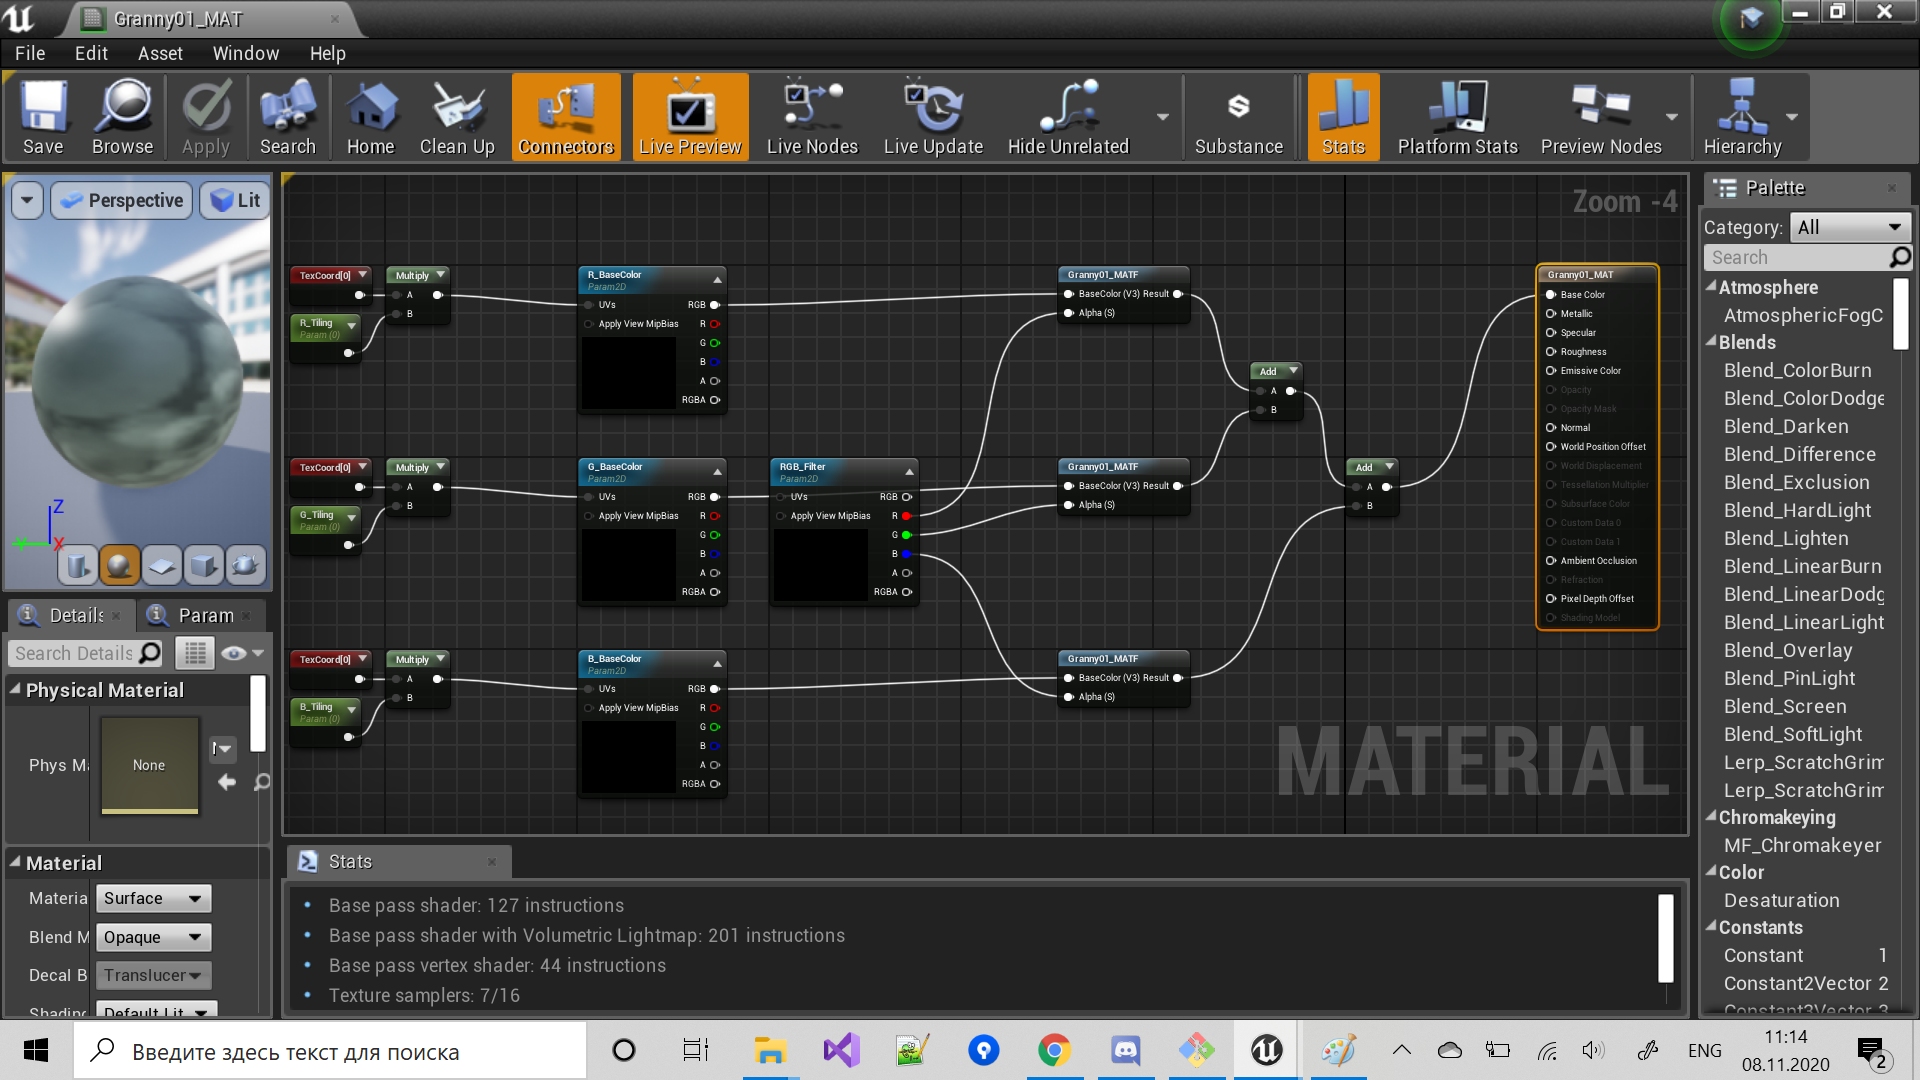 Granny01_MAT
File Edit Asset Window Help
Save Browse Apply Search Home Clean Up Connectors Live Preview Live Nodes Live Update Hide Unrelated Substance Stats Platform Stats Preview Nodes Hierarchy
Perspective Lit
Z
Y X
Zoom -4
TexCoord[0]
Multiply
A
B
R_Tiling
Param (0)
R_BaseColor
Param2D
UVs RGB
Apply View MipBias R
G
B
A
RGBA
Granny01_MATF
BaseColor (V3) Result
Alpha (S)
TexCoord[0]
Multiply
A
B
G_Tiling
Param (0)
G_BaseColor
Param2D
UVs RGB
Apply View MipBias R
G
B
A
RGBA
RGB_Filter
Param2D
UVs RGB
Apply View MipBias R
G
B
A
RGBA
Granny01_MATF
BaseColor (V3) Result
Alpha (S)
TexCoord[0]
Multiply
A
B
B_Tiling
Param (0)
B_BaseColor
Param2D
UVs RGB
Apply View MipBias R
G
B
A
RGBA
Granny01_MATF
BaseColor (V3) Result
Alpha (S)
Add
A
B
Add
A
B
Granny01_MAT
Base Color
Metallic
Specular
Roughness
Emissive Color
Opacity
Opacity Mask
Normal
World Position Offset
World Displacement
Tessellation Multiplier
Subsurface Color
Custom Data 0
Custom Data 1
Ambient Occlusion
Refraction
Pixel Depth Offset
Shading Model
MATERIAL
Details Param
Search Details
Physical Material
Phys Ma
None
Material
Materia Surface
Blend M Opaque
Decal B Translucer
Shading Default Lit
Stats
Base pass shader: 127 instructions
Base pass shader with Volumetric Lightmap: 201 instructions
Base pass vertex shader: 44 instructions
Texture samplers: 7/16
Palette
Category: All
Search
Atmosphere
AtmosphericFogC
Blends
Blend_ColorBurn
Blend_ColorDodge
Blend_Darken
Blend_Difference
Blend_Exclusion
Blend_HardLight
Blend_Lighten
Blend_LinearBurn
Blend_LinearDodg
Blend_LinearLight
Blend_Overlay
Blend_PinLight
Blend_Screen
Blend_SoftLight
Lerp_ScratchGrim
Lerp_ScratchGrim
Chromakeying
MF_Chromakeyer
Color
Desaturation
Constants
Constant 1
Constant2Vector 2
Constant3Vector 3
Введите здесь текст для поиска
ENG
11:14
08.11.2020
2